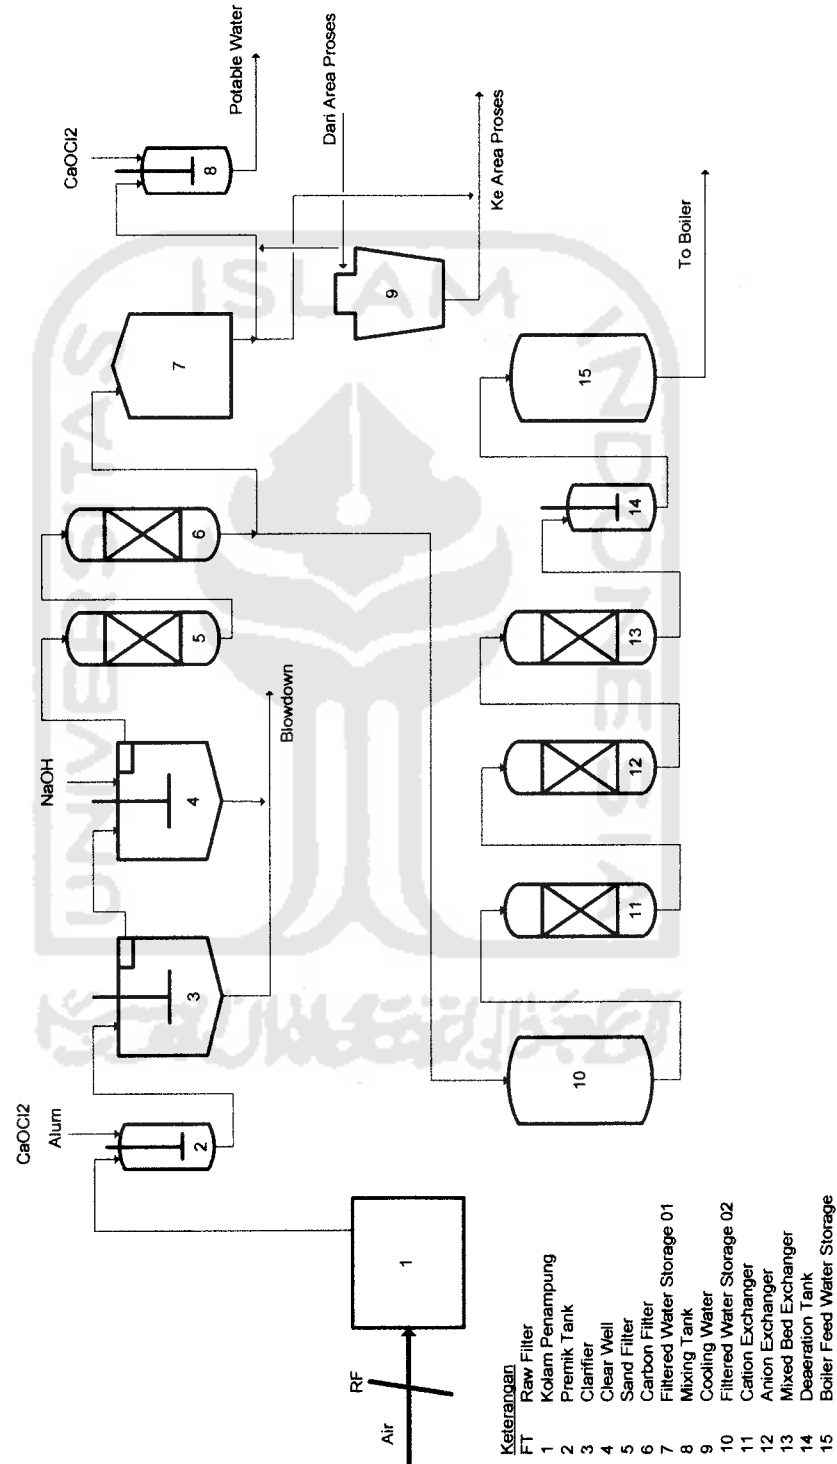 Air
RF
1
CaOCl2
Alum
2
3
NaOH
4
Blowdown
5
6
7
CaOCl2
8
Potable Water
Dari Area Proses
9
Ke Area Proses
10
11
12
13
14
15
To Boiler
UNIVERSITAS
ISLAM
INDONESIA
Keterangan
FT Raw Filter
1 Kolam Penampung
2 Premik Tank
3 Clarifier
4 Clear Well
5 Sand Filter
6 Carbon Filter
7 Filtered Water Storage 01
8 Mixing Tank
9 Cooling Water
10 Filtered Water Storage 02
11 Cation Exchanger
12 Anion Exchanger
13 Mixed Bed Exchanger
14 Deaeration Tank
15 Boiler Feed Water Storage